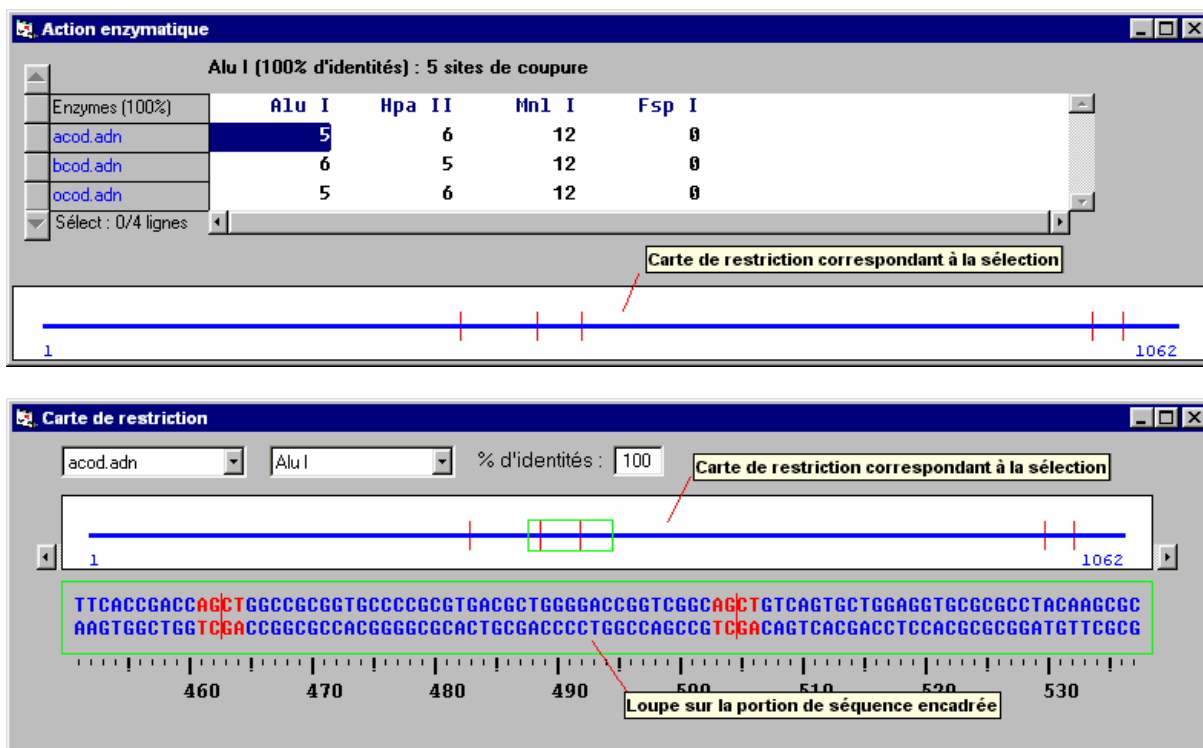 Action enzymatique
Alu I (100% d'identités) : 5 sites de coupure
Enzymes (100%) Alu I Hpa II Mnl I Fsp I
acod.adn 5 6 12 0
bcod.adn 6 5 12 0
ocod.adn 5 6 12 0
Sélect : 0/4 lignes
Carte de restriction correspondant à la sélection
1 1062
Carte de restriction
acod.adn Alu I % d'identités : 100
Carte de restriction correspondant à la sélection
1 1062
TTCACCGACCAGCTGGCCGCGGTGCCCCGCGTGACGCTGGGGACCGGTCGGCAGCTGTCAGTGCTGGAGGTGCGCGCCTACAAGCGC
AAGTGGCTGGTCGACCGGCGCCACGGGGCGCACTGCGACCCCTGGCCAGCCGTCGACAGTCACGACCTCCACGCGCGGATGTTCGCG
460 470 480 490 500 510 520 530
Loupe sur la portion de séquence encadrée